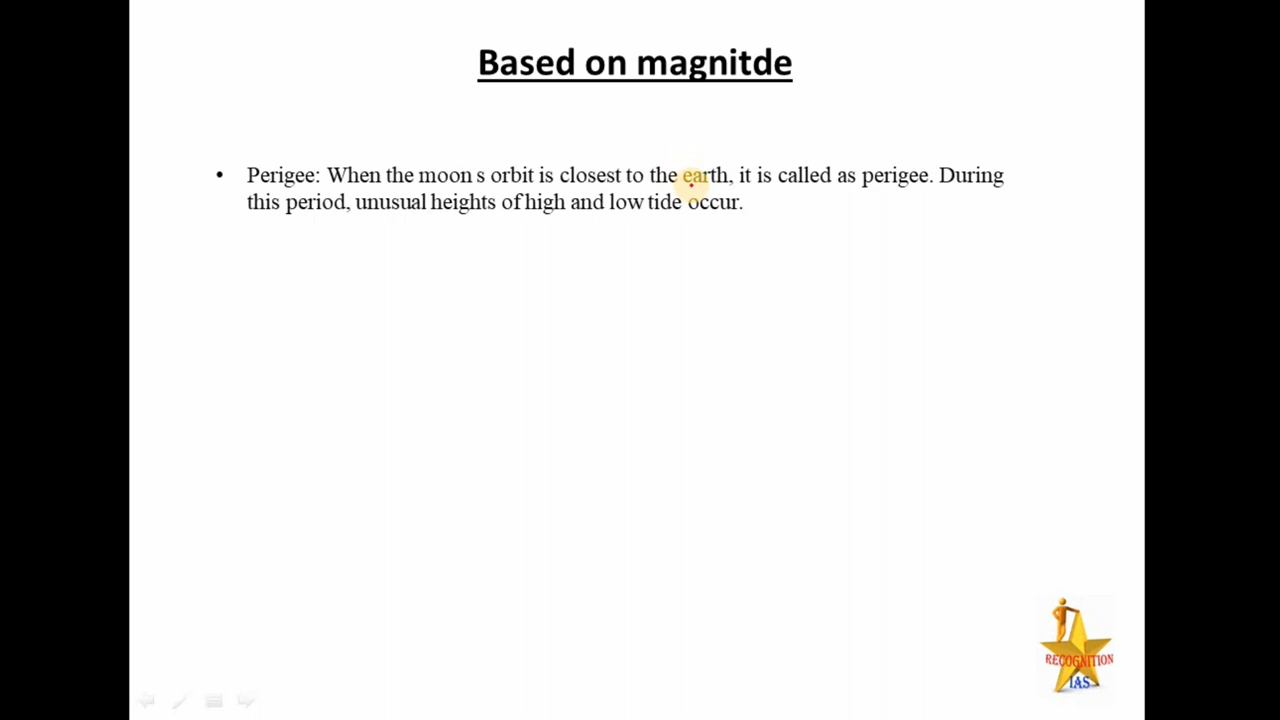 Based on magnitde
• Perigee: When the moon s orbit is closest to the earth, it is called as perigee. During
this period, unusual heights of high and low tide occur.
RECOGNITION
IAS